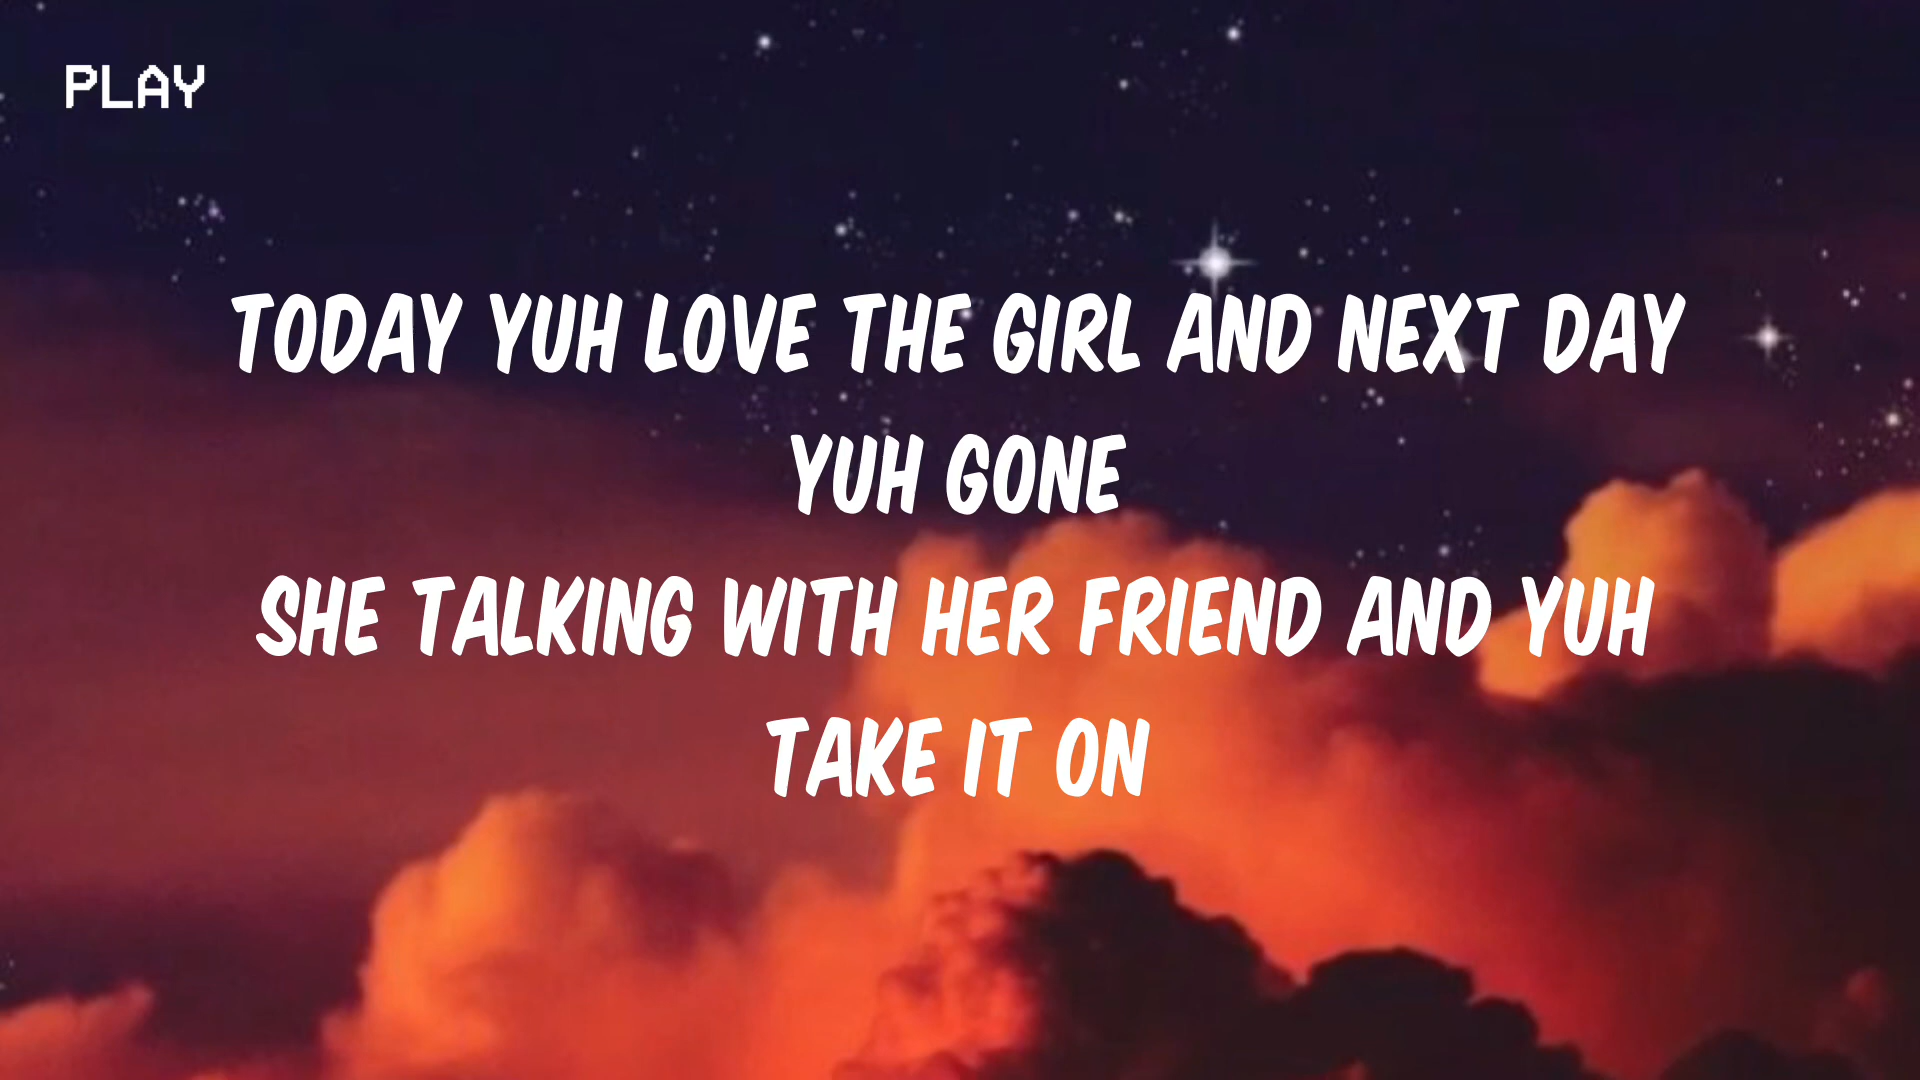 PLAY
TODAY YUH LOVE THE GIRL AND NEXT DAY
YUH GONE
SHE TALKING WITH HER FRIEND AND YUH
TAKE IT ON